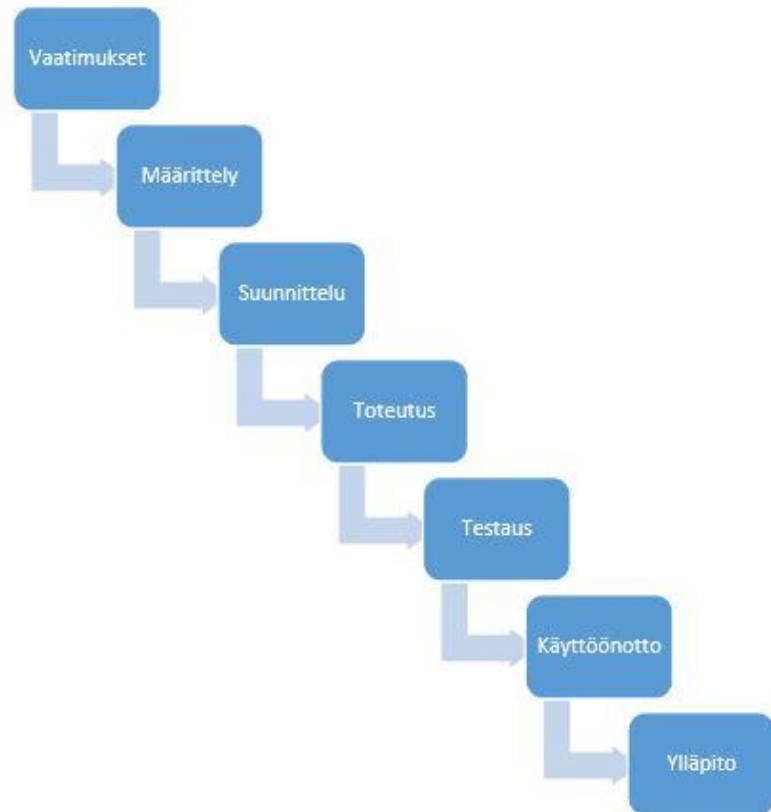 Vaatimukset
Määrittely
Suunnittelu
Toteutus
Testaus
Käyttöönotto
Ylläpito